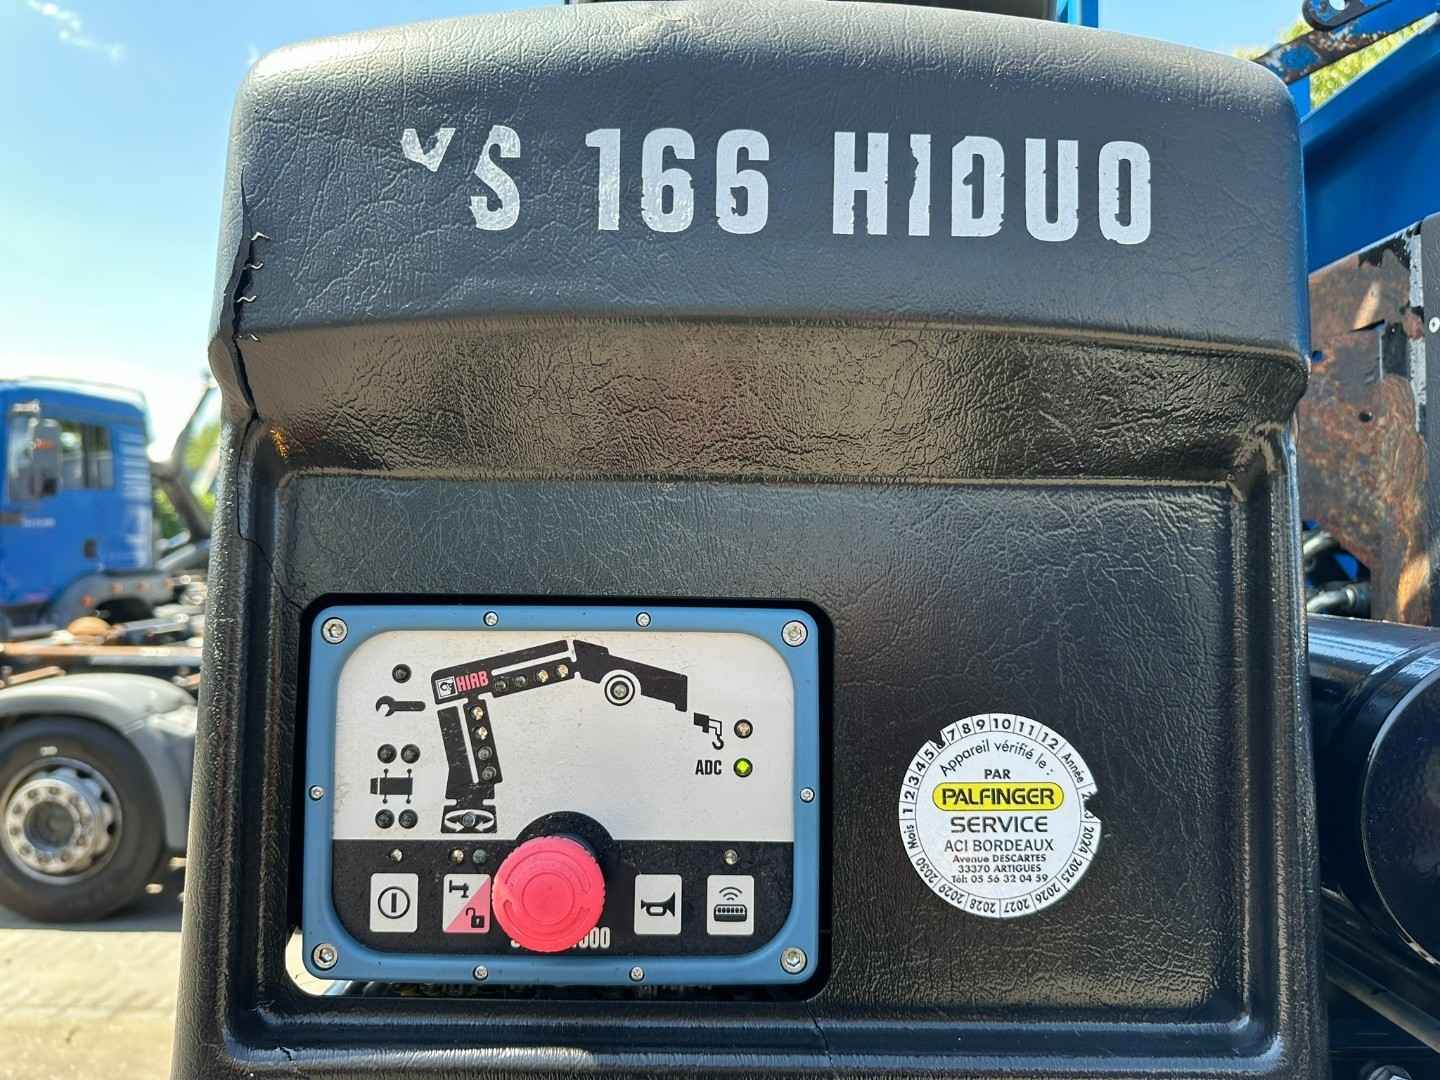 XS 166 HIDUO
HIAB
ADC
Appareil vérifié le :
PAR
PALFINGER
SERVICE
ACI BORDEAUX
Avenue DESCARTES
33370 ARTIGUES
Tél: 05 56 32 04 59
Mois 1 2 3 4 5 7 8 9 10 11 12
Année 2024 2025 2026 2027 2028 2029 2030